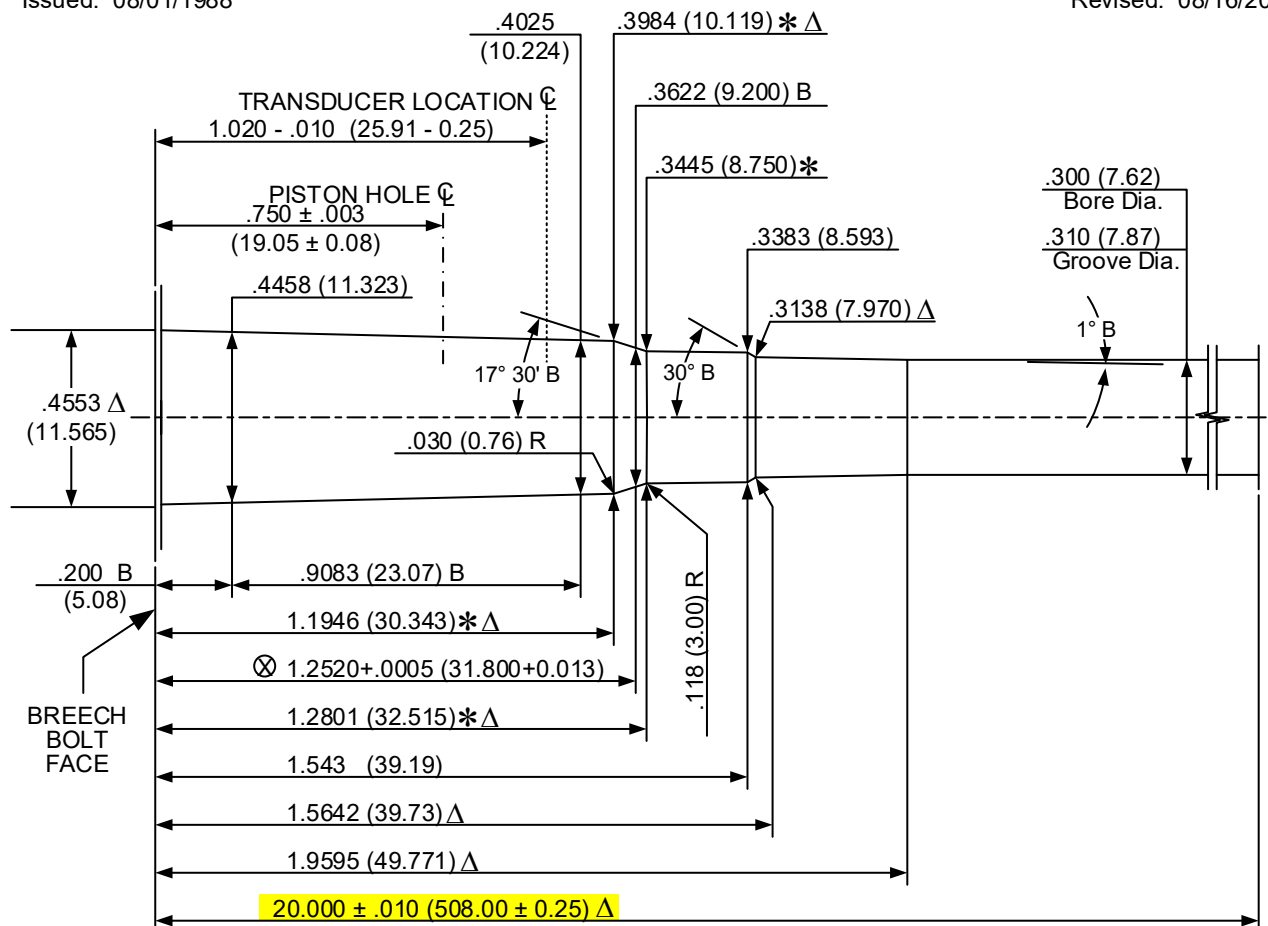 Issued: 08/01/1988
Revised: 08/16/20
.4025
(10.224)
.3984 (10.119) * Δ
TRANSDUCER LOCATION ℄
1.020 - .010 (25.91 - 0.25)
.3622 (9.200) B
.3445 (8.750)*
PISTON HOLE ℄
.750 ± .003
(19.05 ± 0.08)
.300 (7.62)
Bore Dia.
.310 (7.87)
Groove Dia.
.3383 (8.593)
.4458 (11.323)
.3138 (7.970) Δ
1° B
17° 30' B
30° B
.4553 Δ
(11.565)
.030 (0.76) R
.118 (3.00) R
.200 B
(5.08)
.9083 (23.07) B
1.1946 (30.343)* Δ
⊗ 1.2520+.0005 (31.800+0.013)
BREECH
BOLT
FACE
1.2801 (32.515)* Δ
1.543 (39.19)
1.5642 (39.73) Δ
1.9595 (49.771) Δ
20.000 ± .010 (508.00 ± 0.25) Δ